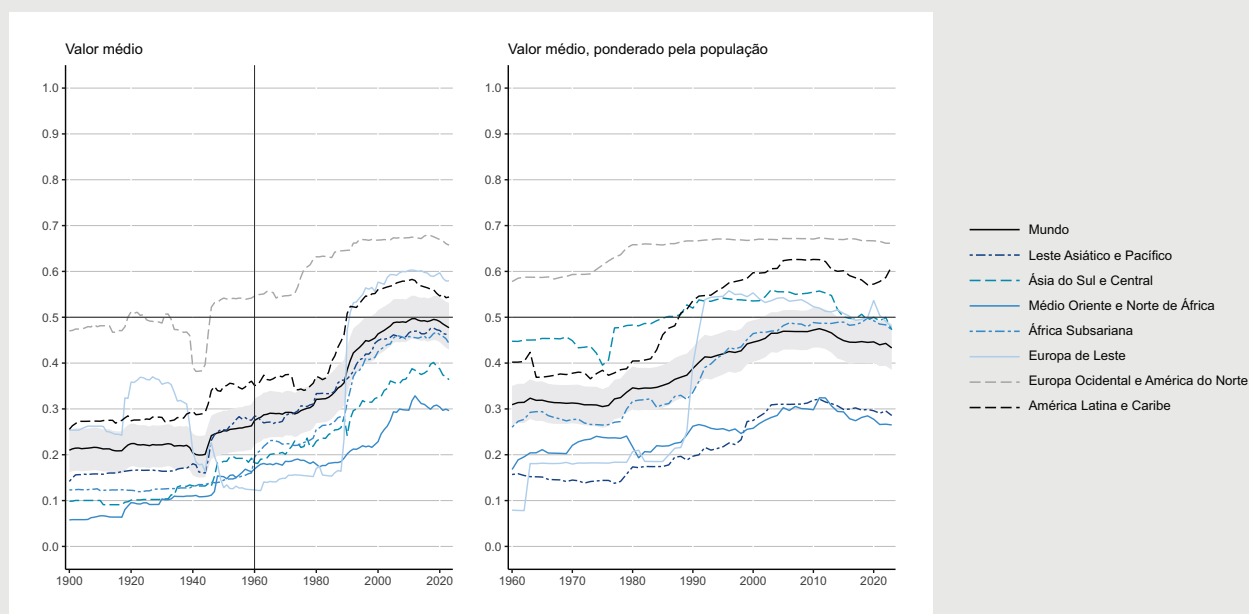 Valor médio
1.0
0.9
0.8
0.7
0.6
0.5
0.4
0.3
0.2
0.1
0.0
1900 1920 1940 1960 1980 2000 2020
Valor médio, ponderado pela população
1.0
0.9
0.8
0.7
0.6
0.5
0.4
0.3
0.2
0.1
0.0
1960 1970 1980 1990 2000 2010 2020
Mundo
Leste Asiático e Pacífico
Ásia do Sul e Central
Médio Oriente e Norte de África
África Subsariana
Europa de Leste
Europa Ocidental e América do Norte
América Latina e Caribe